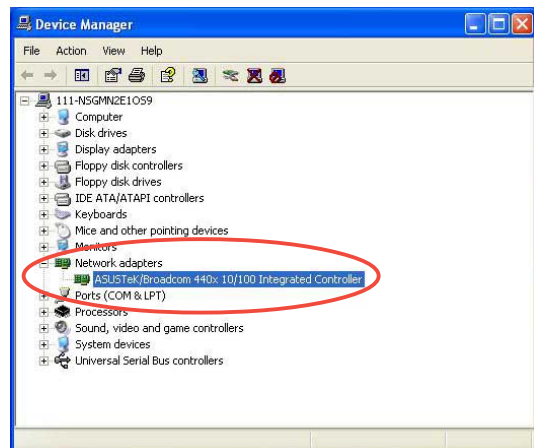 Device Manager
File Action View Help
111-NSGMN2E1OS9
Computer
Disk drives
Display adapters
Floppy disk controllers
Floppy disk drives
IDE ATA/ATAPI controllers
Keyboards
Mice and other pointing devices
Monitors
Network adapters
ASUSTeK/Broadcom 440x 10/100 Integrated Controller
Ports (COM & LPT)
Processors
Sound, video and game controllers
System devices
Universal Serial Bus controllers